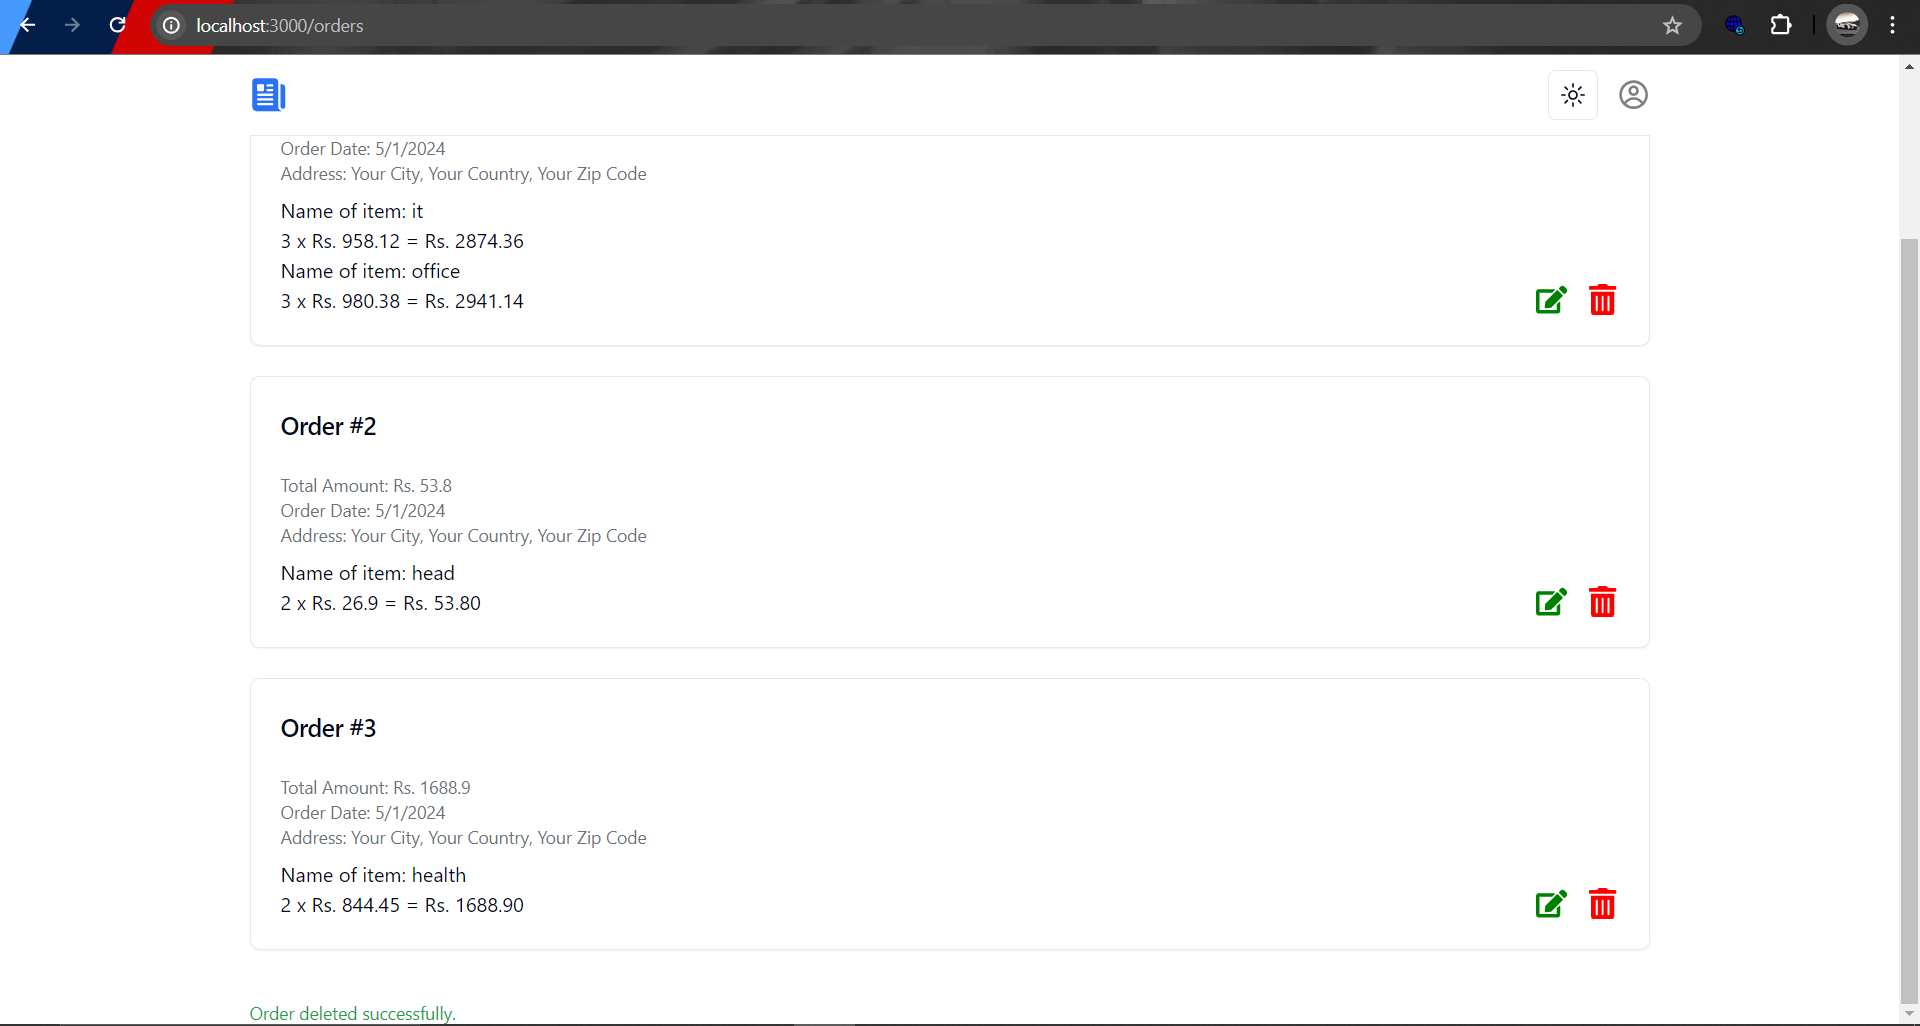 localhost:3000/orders
Order Date: 5/1/2024
Address: Your City, Your Country, Your Zip Code
Name of item: it
3 x Rs. 958.12 = Rs. 2874.36
Name of item: office
3 x Rs. 980.38 = Rs. 2941.14
Order #2
Total Amount: Rs. 53.8
Order Date: 5/1/2024
Address: Your City, Your Country, Your Zip Code
Name of item: head
2 x Rs. 26.9 = Rs. 53.80
Order #3
Total Amount: Rs. 1688.9
Order Date: 5/1/2024
Address: Your City, Your Country, Your Zip Code
Name of item: health
2 x Rs. 844.45 = Rs. 1688.90
Order deleted successfully.